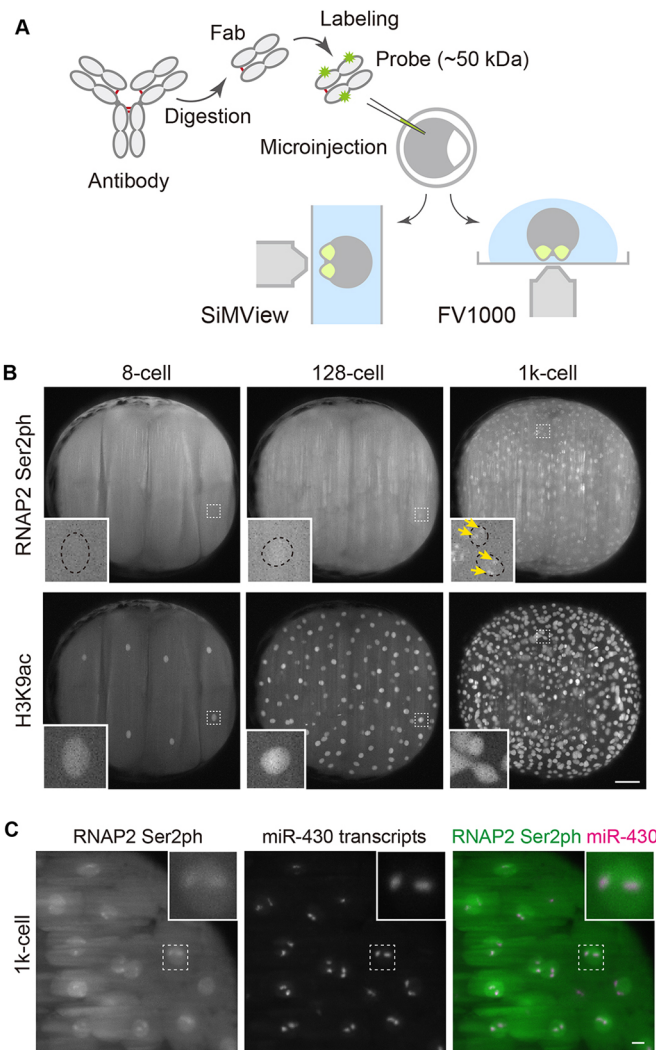 A
Labeling
Fab
Probe (~50 kDa)
Digestion
Microinjection
Antibody
SiMView
FV1000
B
8-cell
128-cell
1k-cell
RNAP2 Ser2ph
H3K9ac
C
RNAP2 Ser2ph
miR-430 transcripts
RNAP2 Ser2ph miR-430
1k-cell